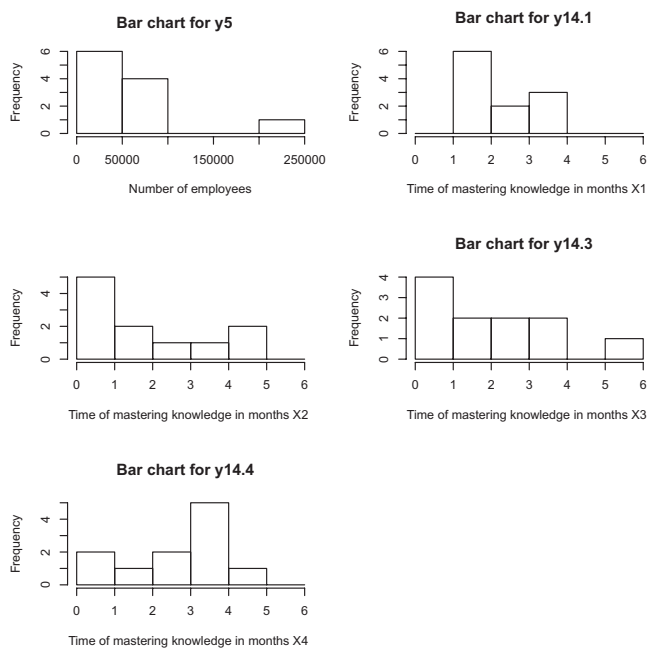 Bar chart for y5
Frequency
0 2 4 6
0 50000 150000 250000
Number of employees
Bar chart for y14.1
Frequency
0 2 4 6
0 1 2 3 4 5 6
Time of mastering knowledge in months X1
Frequency
0 2 4
0 1 2 3 4 5 6
Time of mastering knowledge in months X2
Bar chart for y14.3
Frequency
0 1 2 3 4
0 1 2 3 4 5 6
Time of mastering knowledge in months X3
Bar chart for y14.4
Frequency
0 2 4
0 1 2 3 4 5 6
Time of mastering knowledge in months X4